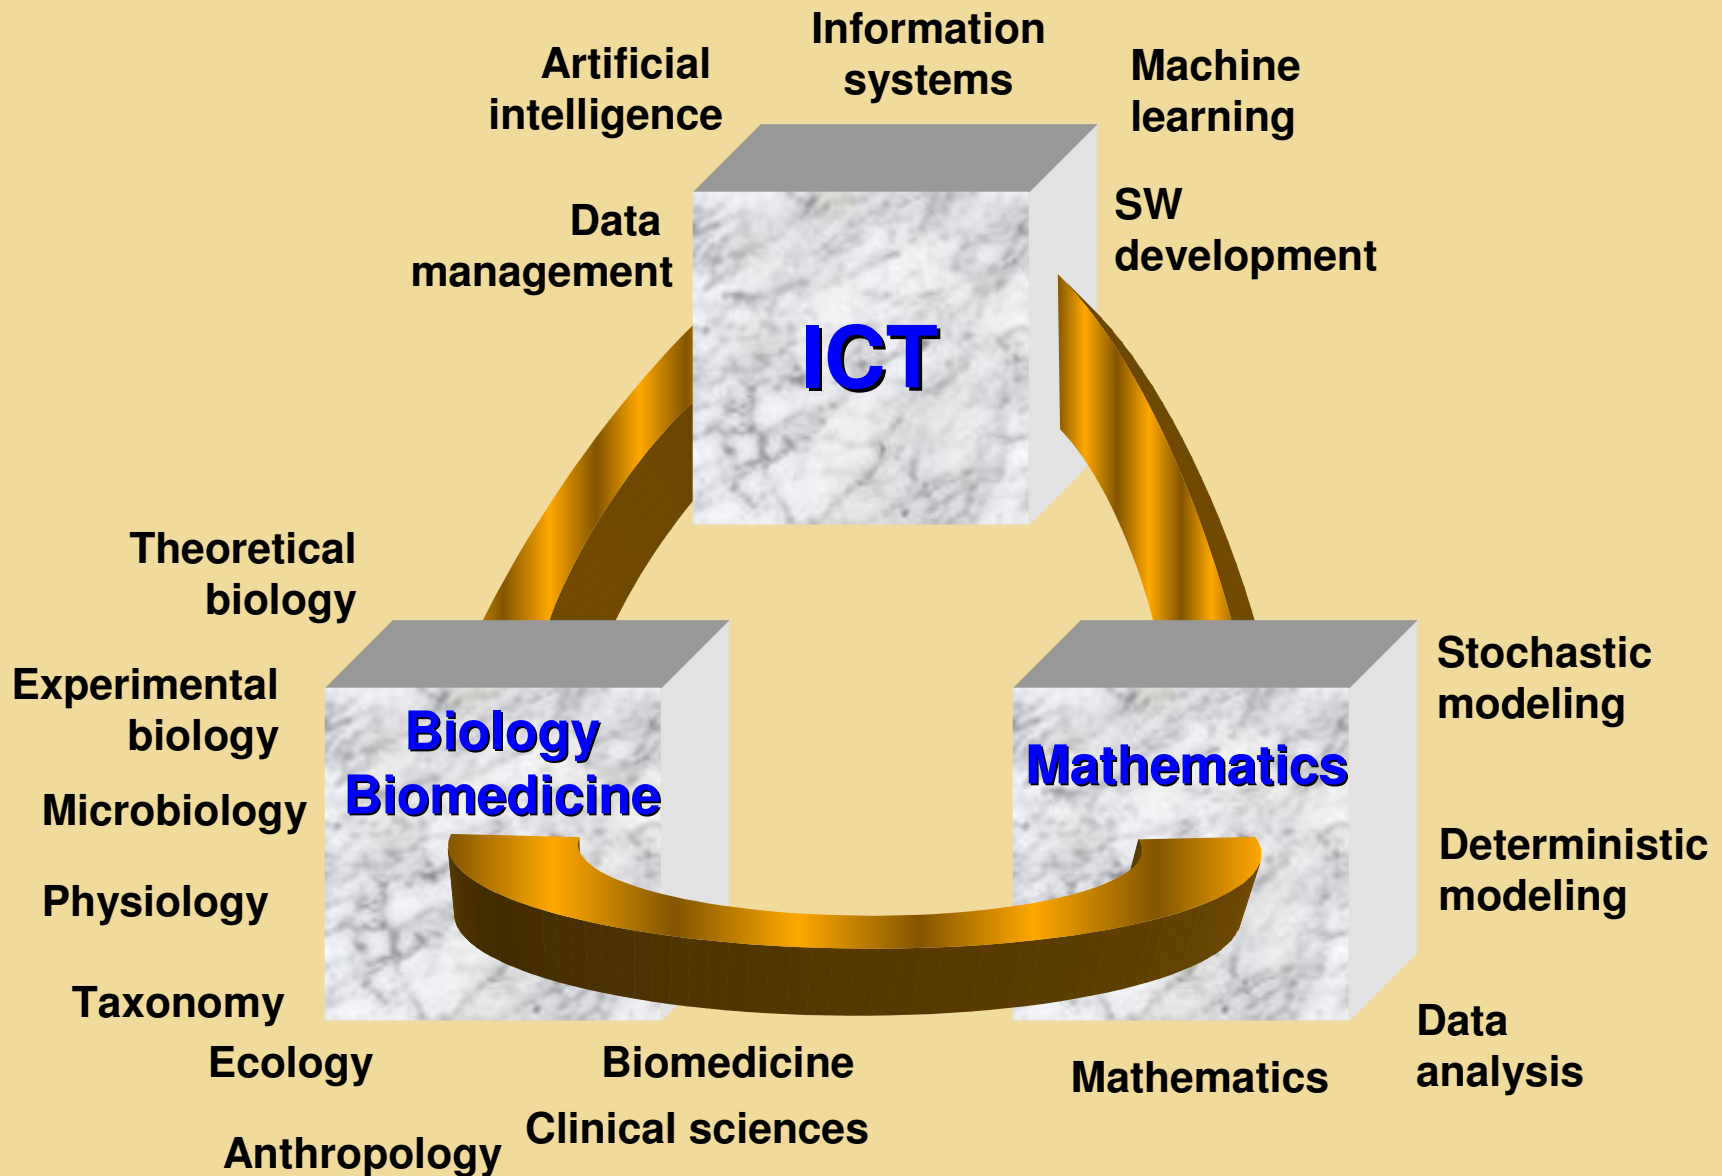 Information
systems
Artificial
intelligence
Machine
learning
Data
management
SW
development
ICT
Theoretical
biology
Experimental
biology
Microbiology
Physiology
Taxonomy
Ecology
Anthropology
Biology
Biomedicine
Biomedicine
Clinical sciences
Mathematics
Stochastic
modeling
Deterministic
modeling
Data
analysis
Mathematics